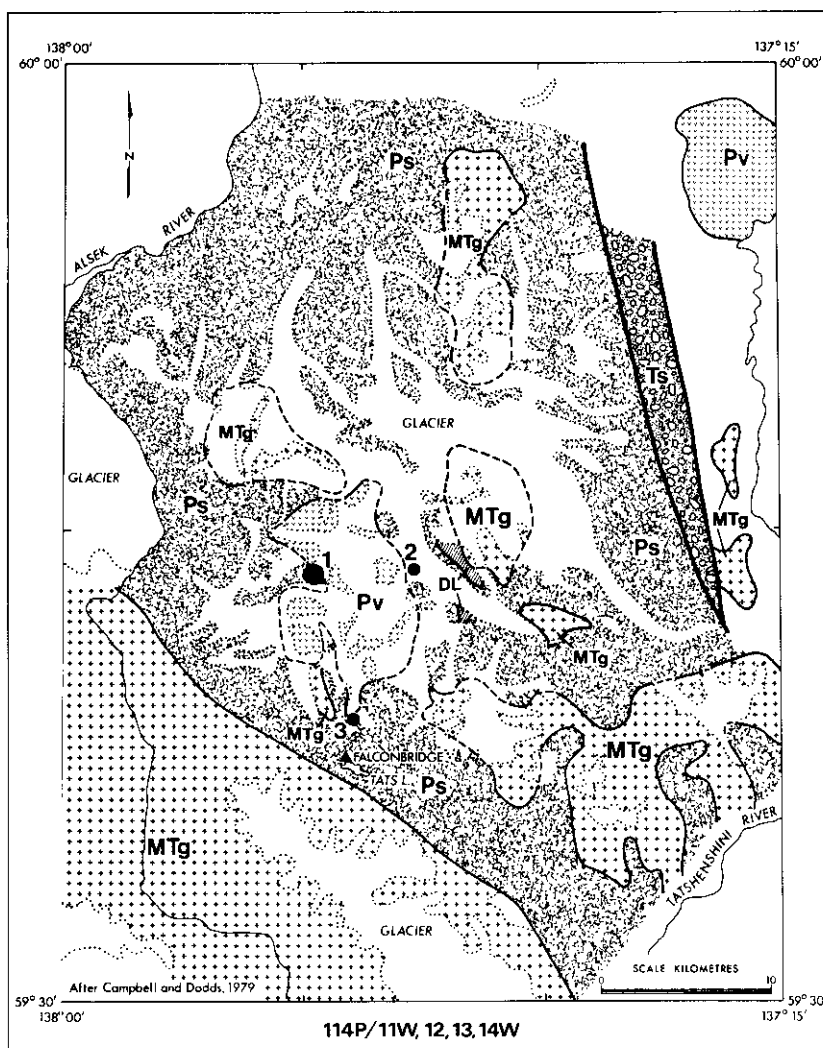 138° 00'
137° 15'
60° 00'
60° 00'
N
Ps
Pv
MTg
ALSEK RIVER
Ts
GLACIER
MTg
GLACIER
MTg
Ps
MTg
Ps
1
2
DL
Pv
MTg
MTg
3
FALCONBRIDGE
TATS L.
MTg
Ps
MTg
TATSHENSHINI RIVER
GLACIER
SCALE KILOMETRES
0
10
After Campbell and Dodds, 1979
59° 30'
59° 30'
138° 00'
137° 15'
114P/11W, 12, 13, 14W